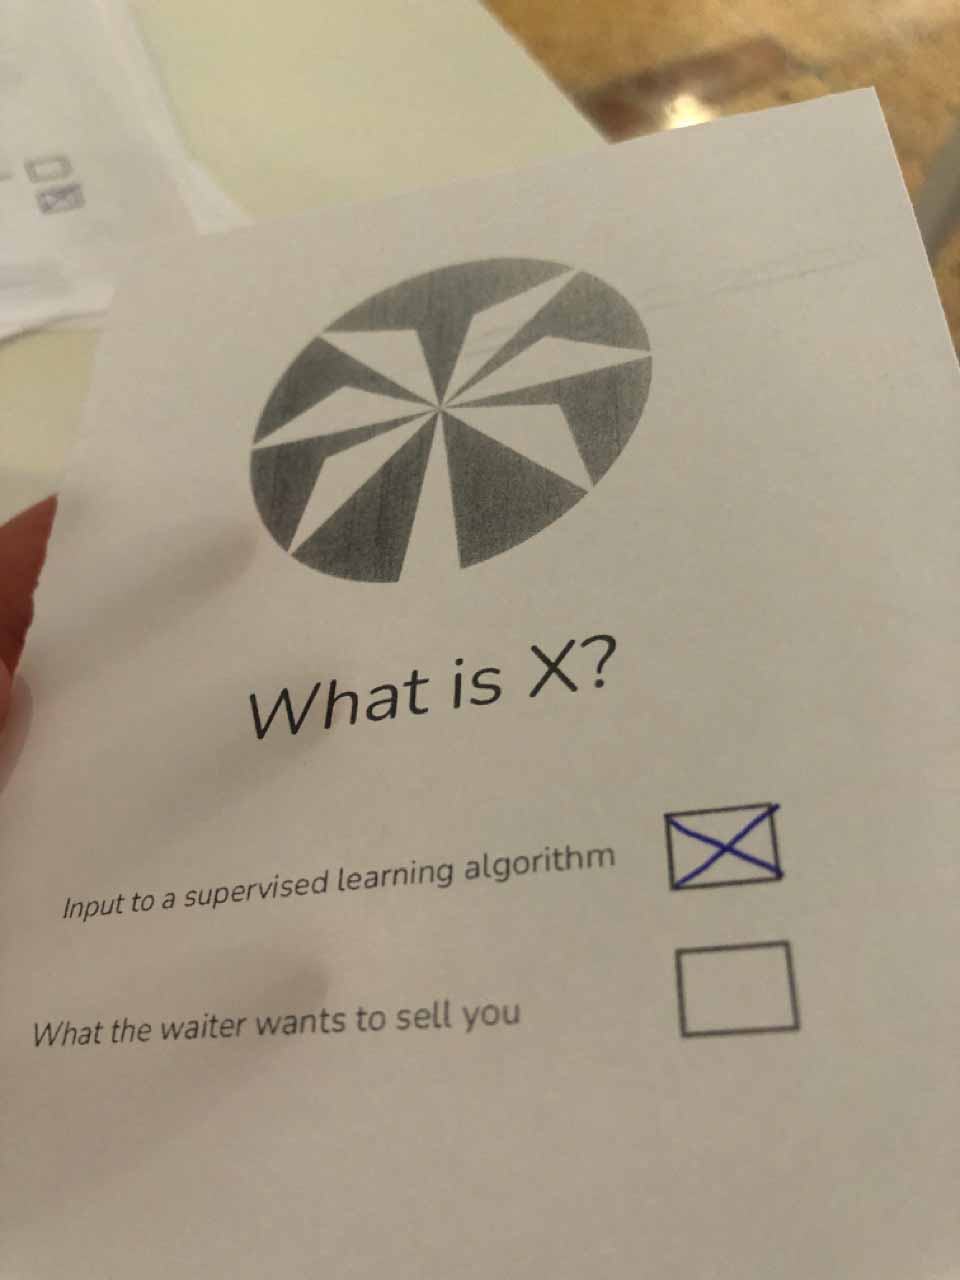 What is X?
Input to a supervised learning algorithm
What the waiter wants to sell you